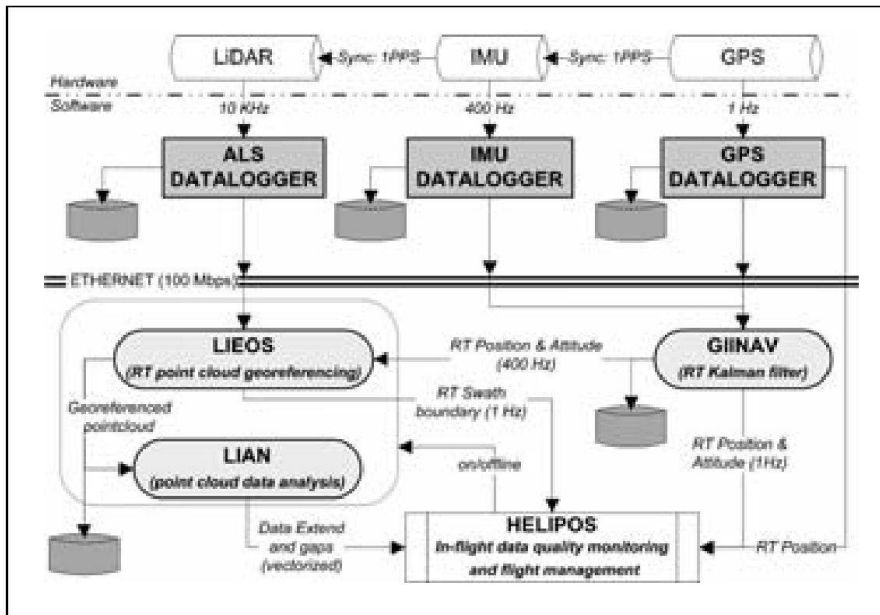 LiDAR
Sync: 1PPS
IMU
Sync: 1PPS
GPS
Hardware
Software
10 KHz
400 Hz
1 Hz
ALS
DATALOGGER
IMU
DATALOGGER
GPS
DATALOGGER
ETHERNET (100 Mbps)
LIEOS
(RT point cloud georeferencing)
RT Position & Attitude
(400 Hz)
GIINAV
(RT Kalman filter)
RT Swath
boundary (1 Hz)
Georeferenced
pointcloud
LIAN
(point cloud data analysis)
on/offline
RT Position &
Attitude (1Hz)
Data Extend
and gaps
(vectorized)
HELIPOS
In-flight data quality monitoring
and flight management
RT Position